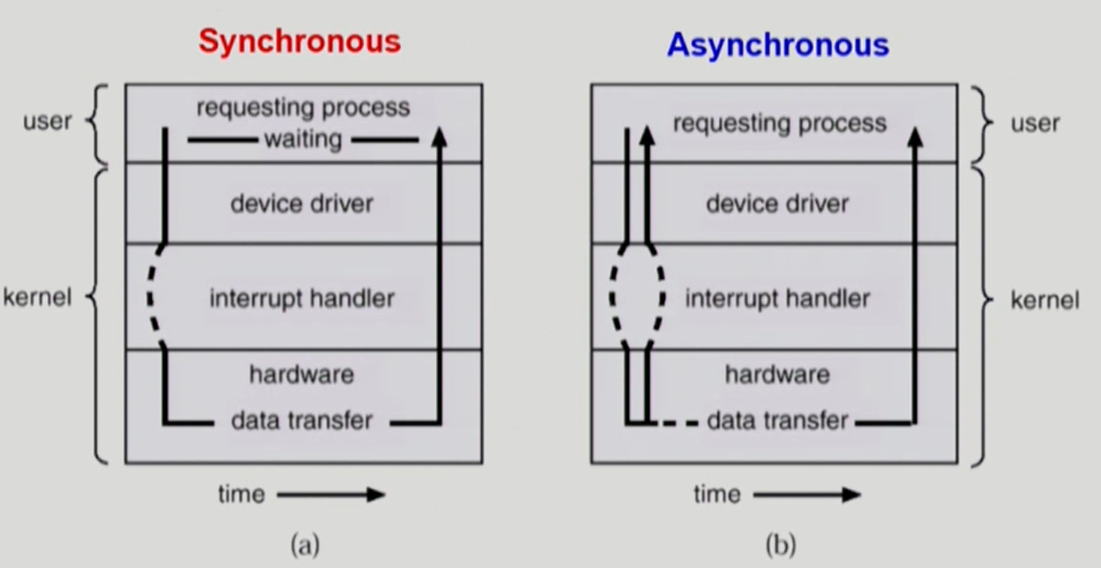 Synchronous
user
requesting process
waiting
device driver
kernel
interrupt handler
hardware
data transfer
time
(a)
Asynchronous
requesting process
user
device driver
interrupt handler
kernel
hardware
data transfer
time
(b)